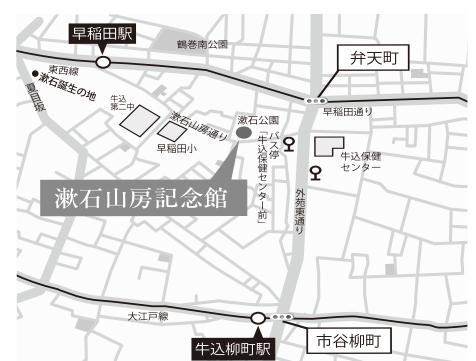 早稲田駅
鶴巻南公園
弁天町
東西線
漱石誕生の地
夏目坂
牛込
第二中
漱石山房通り
早稲田小
漱石公園
早稲田通り
バス停
「牛込保健センター前」
牛込保健
センター
漱石山房記念館
外苑東通り
大江戸線
牛込柳町駅
市谷柳町